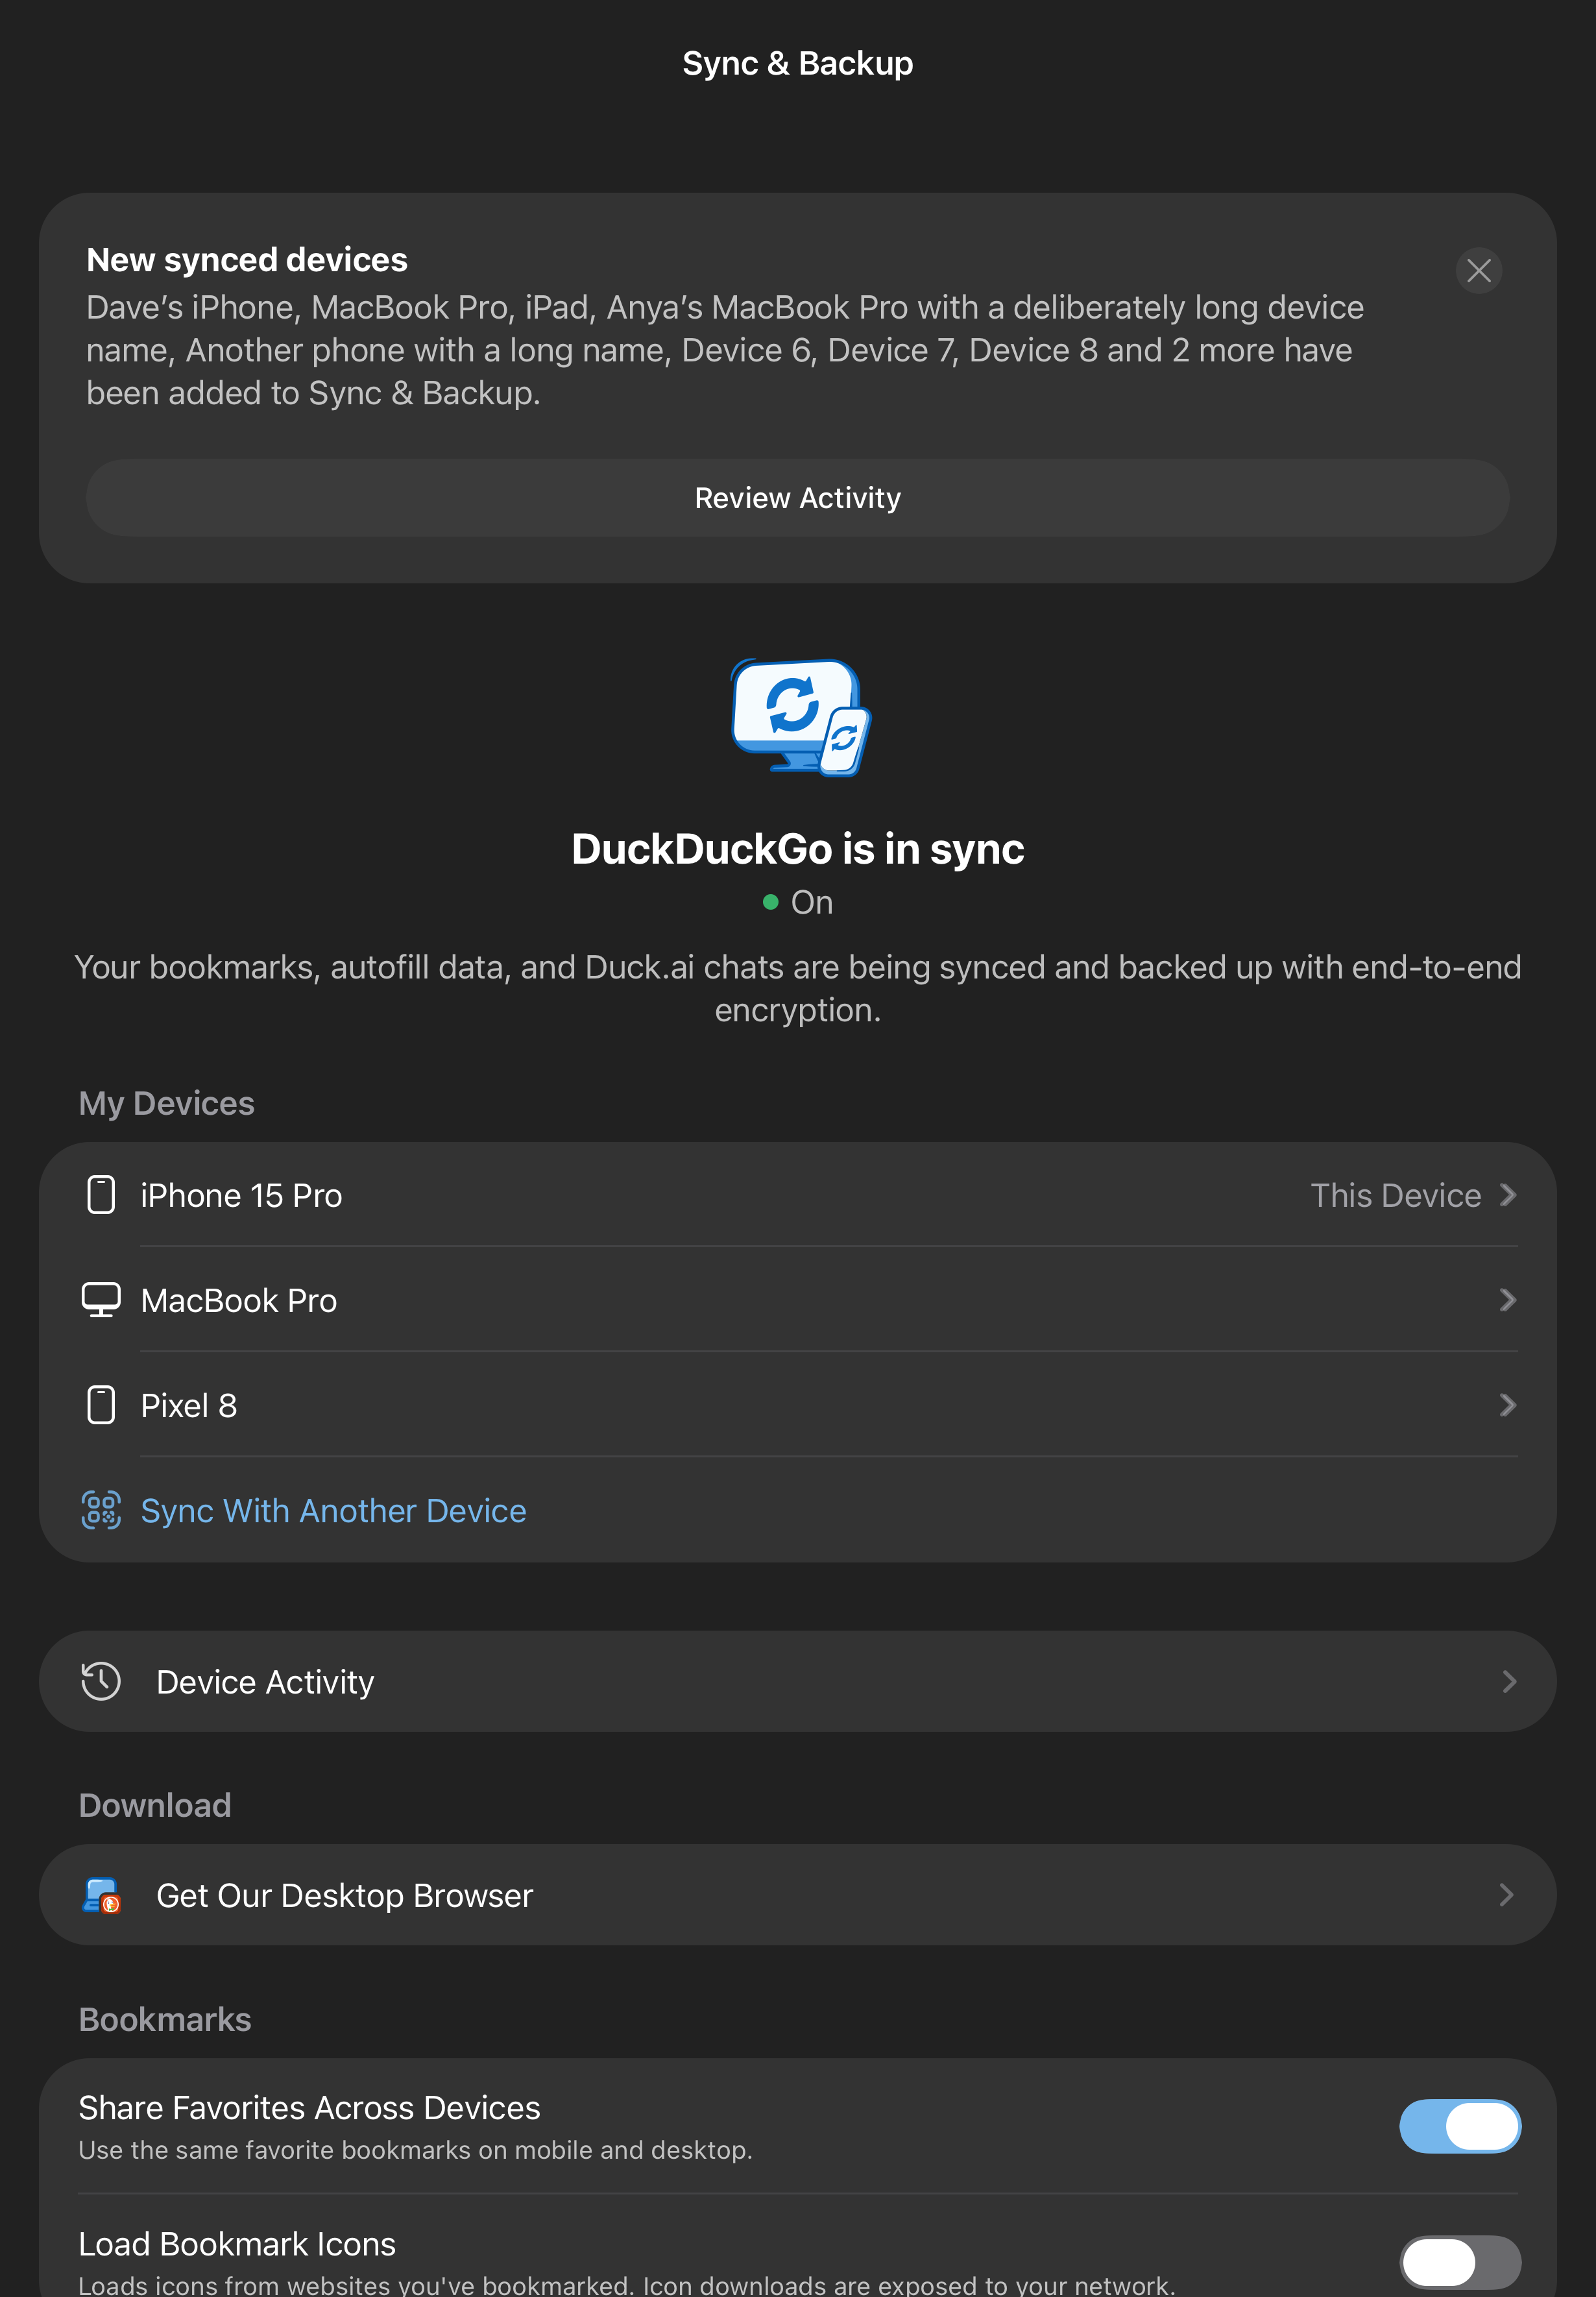 Sync & Backup
New synced devices
Dave’s iPhone, MacBook Pro, iPad, Anya’s MacBook Pro with a deliberately long device
name, Another phone with a long name, Device 6, Device 7, Device 8 and 2 more have
been added to Sync & Backup.
Review Activity
DuckDuckGo is in sync
On
Your bookmarks, autofill data, and Duck.ai chats are being synced and backed up with end-to-end
encryption.
My Devices
iPhone 15 Pro This Device
MacBook Pro
Pixel 8
Sync With Another Device
Device Activity
Download
Get Our Desktop Browser
Bookmarks
Share Favorites Across Devices
Use the same favorite bookmarks on mobile and desktop.
Load Bookmark Icons
Loads icons from websites you've bookmarked. Icon downloads are exposed to your network.